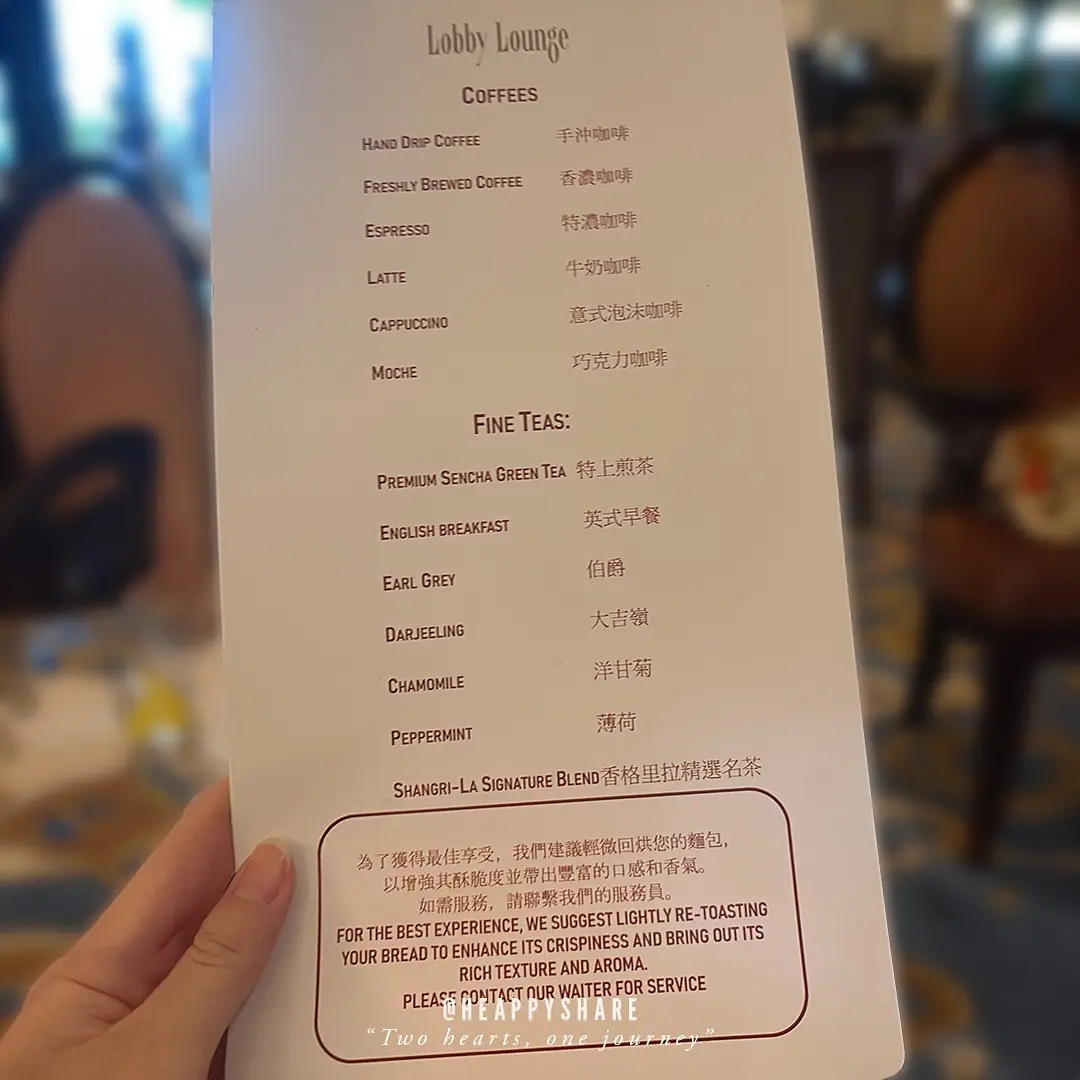 Lobby Lounge
COFFEES
HAND DRIP COFFEE 手沖咖啡
FRESHLY BREWED COFFEE 香濃咖啡
ESPRESSO 特濃咖啡
LATTE 牛奶咖啡
CAPPUCCINO 意式泡沫咖啡
MOCHE 巧克力咖啡
FINE TEAS:
PREMIUM SENCHA GREEN TEA 特上煎茶
ENGLISH BREAKFAST 英式早餐
EARL GREY 伯爵
DARJEELING 大吉嶺
CHAMOMILE 洋甘菊
PEPPERMINT 薄荷
SHANGRI-LA SIGNATURE BLEND香格里拉精選名茶
為了獲得最佳享受，我們建議輕微回烘您的麵包，
以增強其酥脆度並帶出豐富的口感和香氣。
如需服務，請聯繫我們的服務員。
FOR THE BEST EXPERIENCE, WE SUGGEST LIGHTLY RE-TOASTING
YOUR BREAD TO ENHANCE ITS CRISPINESS AND BRING OUT ITS
RICH TEXTURE AND AROMA.
PLEASE CONTACT OUR WAITER FOR SERVICE
@HEAPPYSHARE
“Two hearts, one journey”